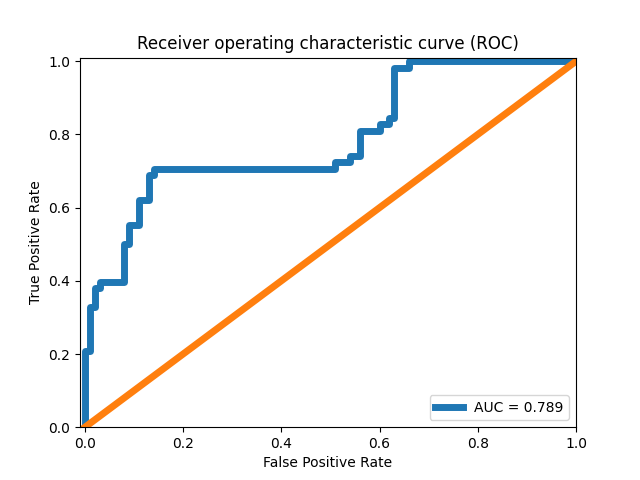 Receiver operating characteristic curve (ROC)
1.0
0.8
0.6
0.4
0.2
0.0
True Positive Rate
AUC = 0.789
0.0 0.2 0.4 0.6 0.8 1.0
False Positive Rate